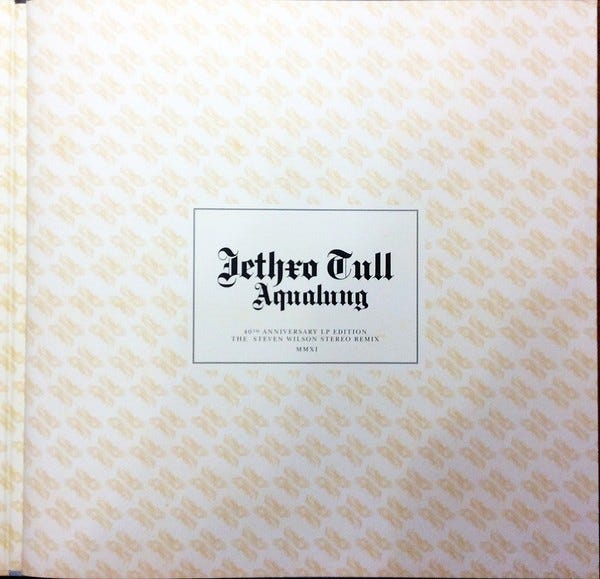 Jethro Tull
Aqualung
40TH ANNIVERSARY LP EDITION
THE STEVEN WILSON STEREO REMIX
MMXI